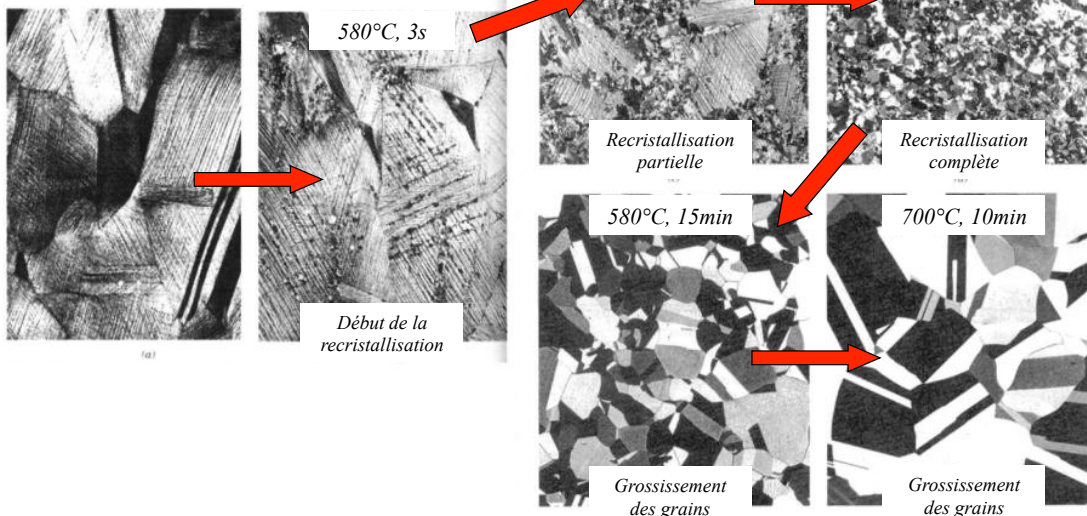 580°C, 3s
(a)
Début de la
recristallisation
Recristallisation
partielle
Recristallisation
complète
580°C, 15min
700°C, 10min
Grossissement
des grains
Grossissement
des grains